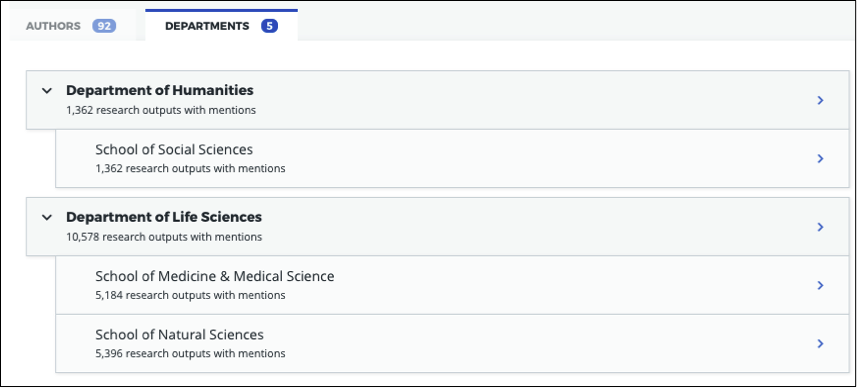 AUTHORS 92 DEPARTMENTS 5
Department of Humanities
1,362 research outputs with mentions
School of Social Sciences
1,362 research outputs with mentions
Department of Life Sciences
10,578 research outputs with mentions
School of Medicine & Medical Science
5,184 research outputs with mentions
School of Natural Sciences
5,396 research outputs with mentions